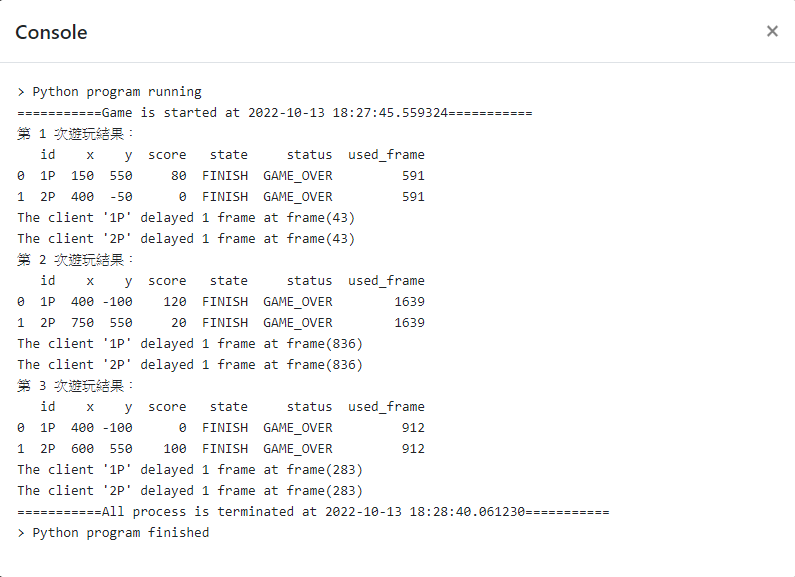 Console ×
> Python program running
===========Game is started at 2022-10-13 18:27:45.559324===========
第 1 次遊玩結果：
   id    x    y  score   state     status  used_frame
0  1P  150  550     80  FINISH  GAME_OVER         591
1  2P  400  -50      0  FINISH  GAME_OVER         591
The client '1P' delayed 1 frame at frame(43)
The client '2P' delayed 1 frame at frame(43)
第 2 次遊玩結果：
   id    x    y  score   state     status  used_frame
0  1P  400 -100    120  FINISH  GAME_OVER        1639
1  2P  750  550     20  FINISH  GAME_OVER        1639
The client '1P' delayed 1 frame at frame(836)
The client '2P' delayed 1 frame at frame(836)
第 3 次遊玩結果：
   id    x    y  score   state     status  used_frame
0  1P  400 -100      0  FINISH  GAME_OVER         912
1  2P  600  550    100  FINISH  GAME_OVER         912
The client '1P' delayed 1 frame at frame(283)
The client '2P' delayed 1 frame at frame(283)
===========All process is terminated at 2022-10-13 18:28:40.061230===========
> Python program finished